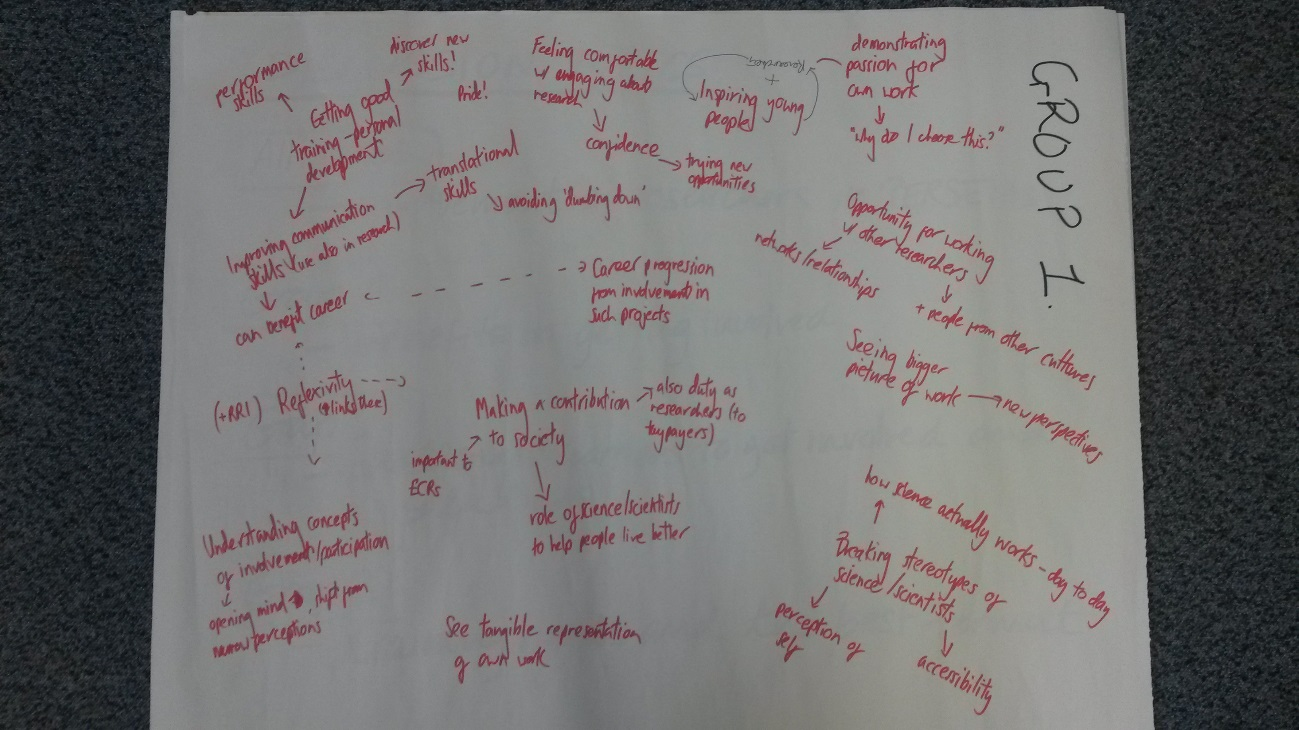 GROUP 1.
performance
skills
discover new
skills!
Getting good
training - personal
development
Pride!
Feeling comfortable
w/ engaging about
research
confidence
trying new
opportunities
Researchers
+
Inspiring young
people
demonstrating
passion for
own work
"Why do I choose this?"
Improving communication
skills (use also in research)
translational
skills
avoiding 'dumbing down'
can benefit career
Career progression
from involvement in
such projects
Opportunity for working
w other researchers
networks/relationships
+ people from other cultures
Seeing bigger
picture of work
new perspectives
(+RRI) Reflexivity
Making a contribution
to society
also duty as
researchers (to
taxpayers)
important to
ECRs
role of science/scientists
to help people live better
Understanding concepts
of involvement/participation
opening mind, shift from
narrow perceptions
See tangible representation
of own work
how science actually works - day to day
Breaking stereotypes of
science/scientists
perception of
self
accessibility